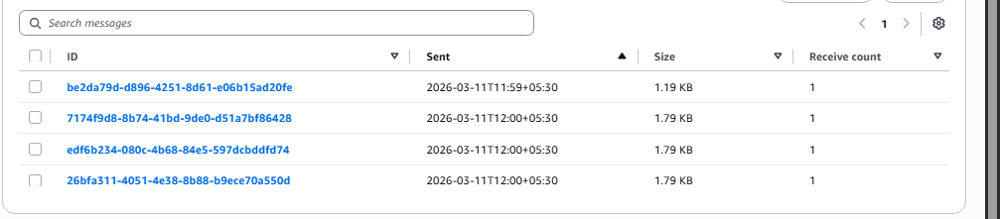 Search messages
1
ID Sent Size Receive count
be2da79d-d896-4251-8d61-e06b15ad20fe 2026-03-11T11:59+05:30 1.19 KB 1
7174f9d8-8b74-41bd-9de0-d51a7bf86428 2026-03-11T12:00+05:30 1.79 KB 1
edf6b234-080c-4b68-84e5-597dcbddfd74 2026-03-11T12:00+05:30 1.79 KB 1
26bfa311-4051-4e38-8b88-b9ece70a550d 2026-03-11T12:00+05:30 1.79 KB 1